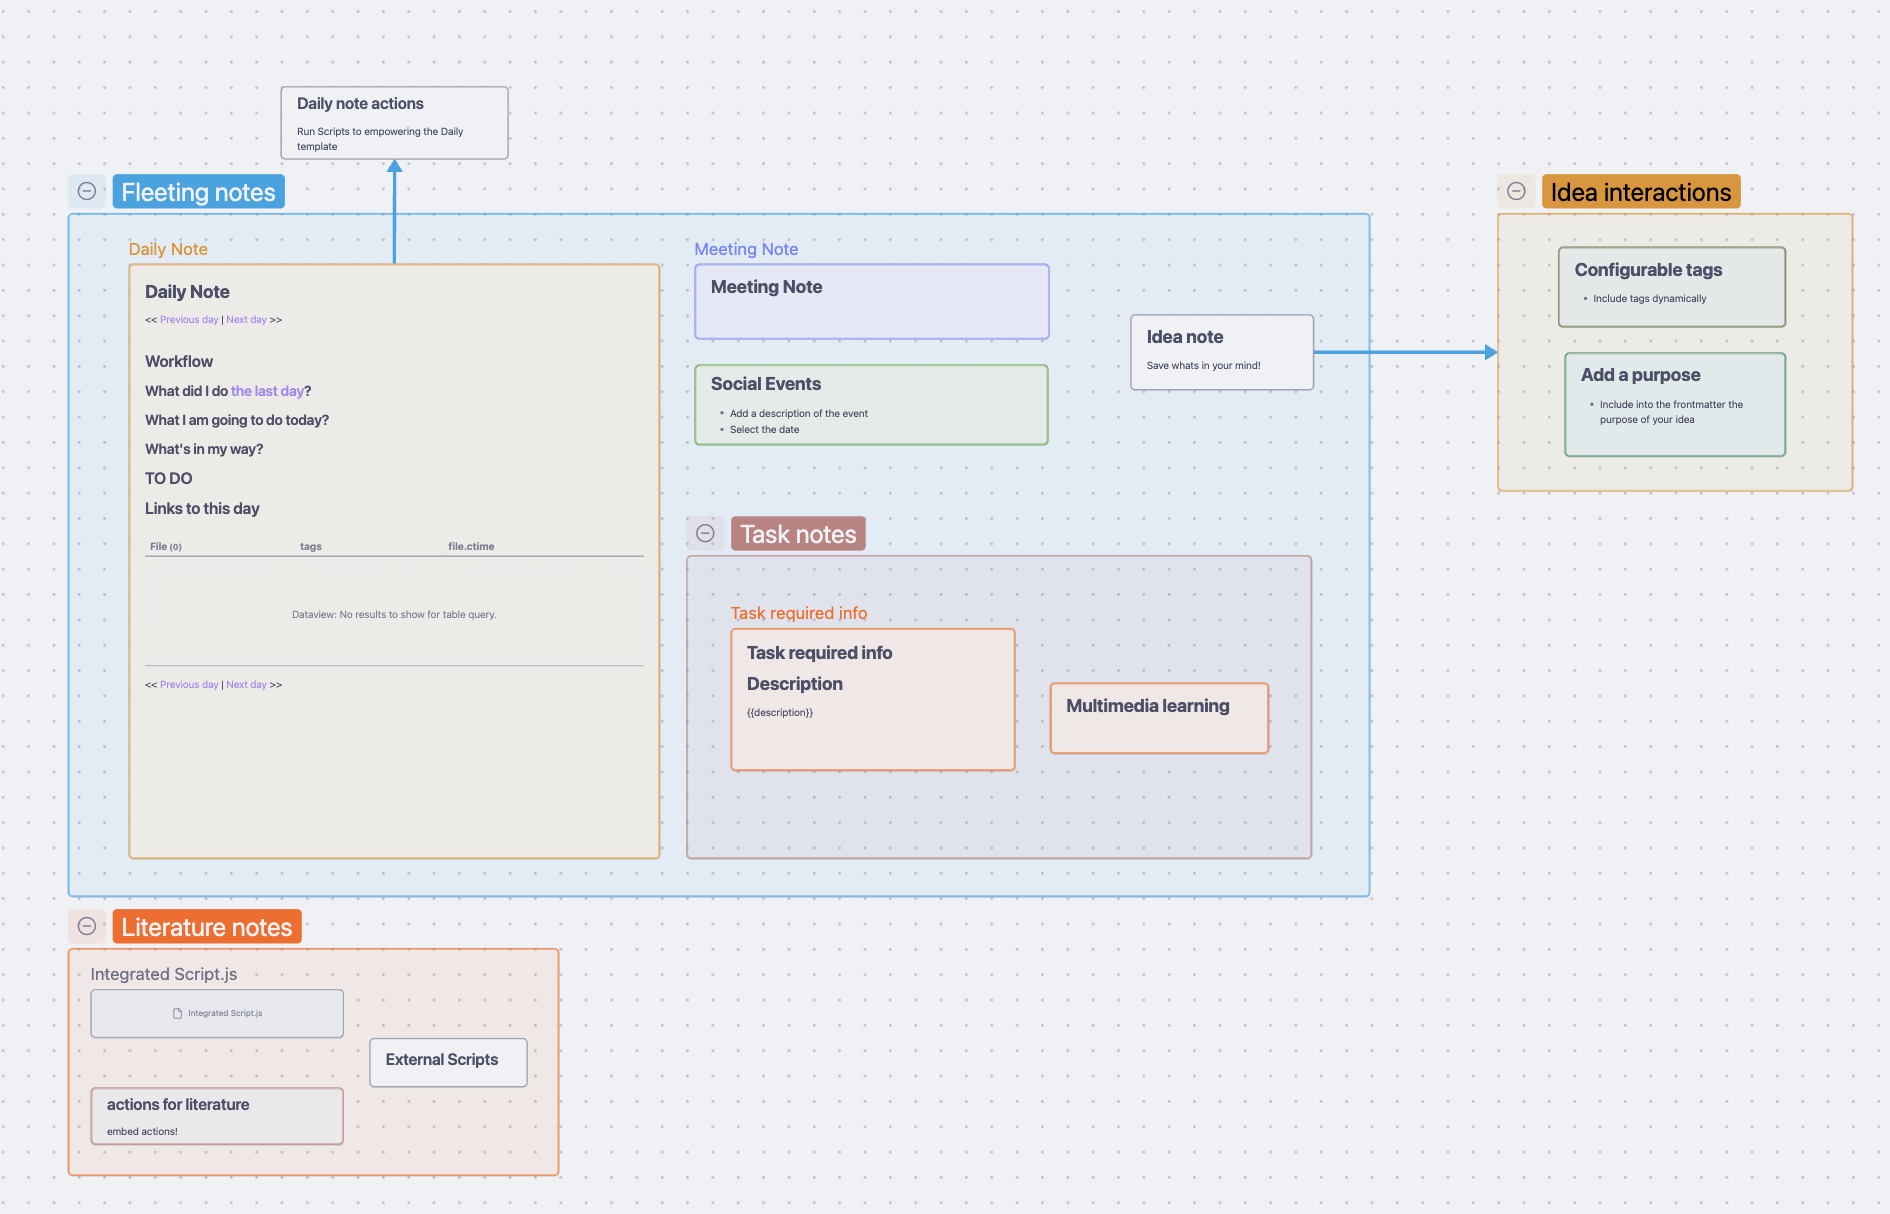 Daily note actions
Run Scripts to empowering the Daily
template
Fleeting notes
Daily Note
Daily Note
<< Previous day | Next day >>
Workflow
What did I do the last day?
What I am going to do today?
What's in my way?
TO DO
Links to this day
File (0) tags file.ctime
Dataview: No results to show for table query.
<< Previous day | Next day >>
Meeting Note
Meeting Note
Social Events
• Add a description of the event
• Select the date
Idea note
Save whats in your mind!
Task notes
Task required info
Task required info
Description
{{description}}
Multimedia learning
Idea interactions
Configurable tags
• Include tags dynamically
Add a purpose
• Include into the frontmatter the
purpose of your idea
Literature notes
Integrated Script.js
Integrated Script.js
External Scripts
actions for literature
embed actions!